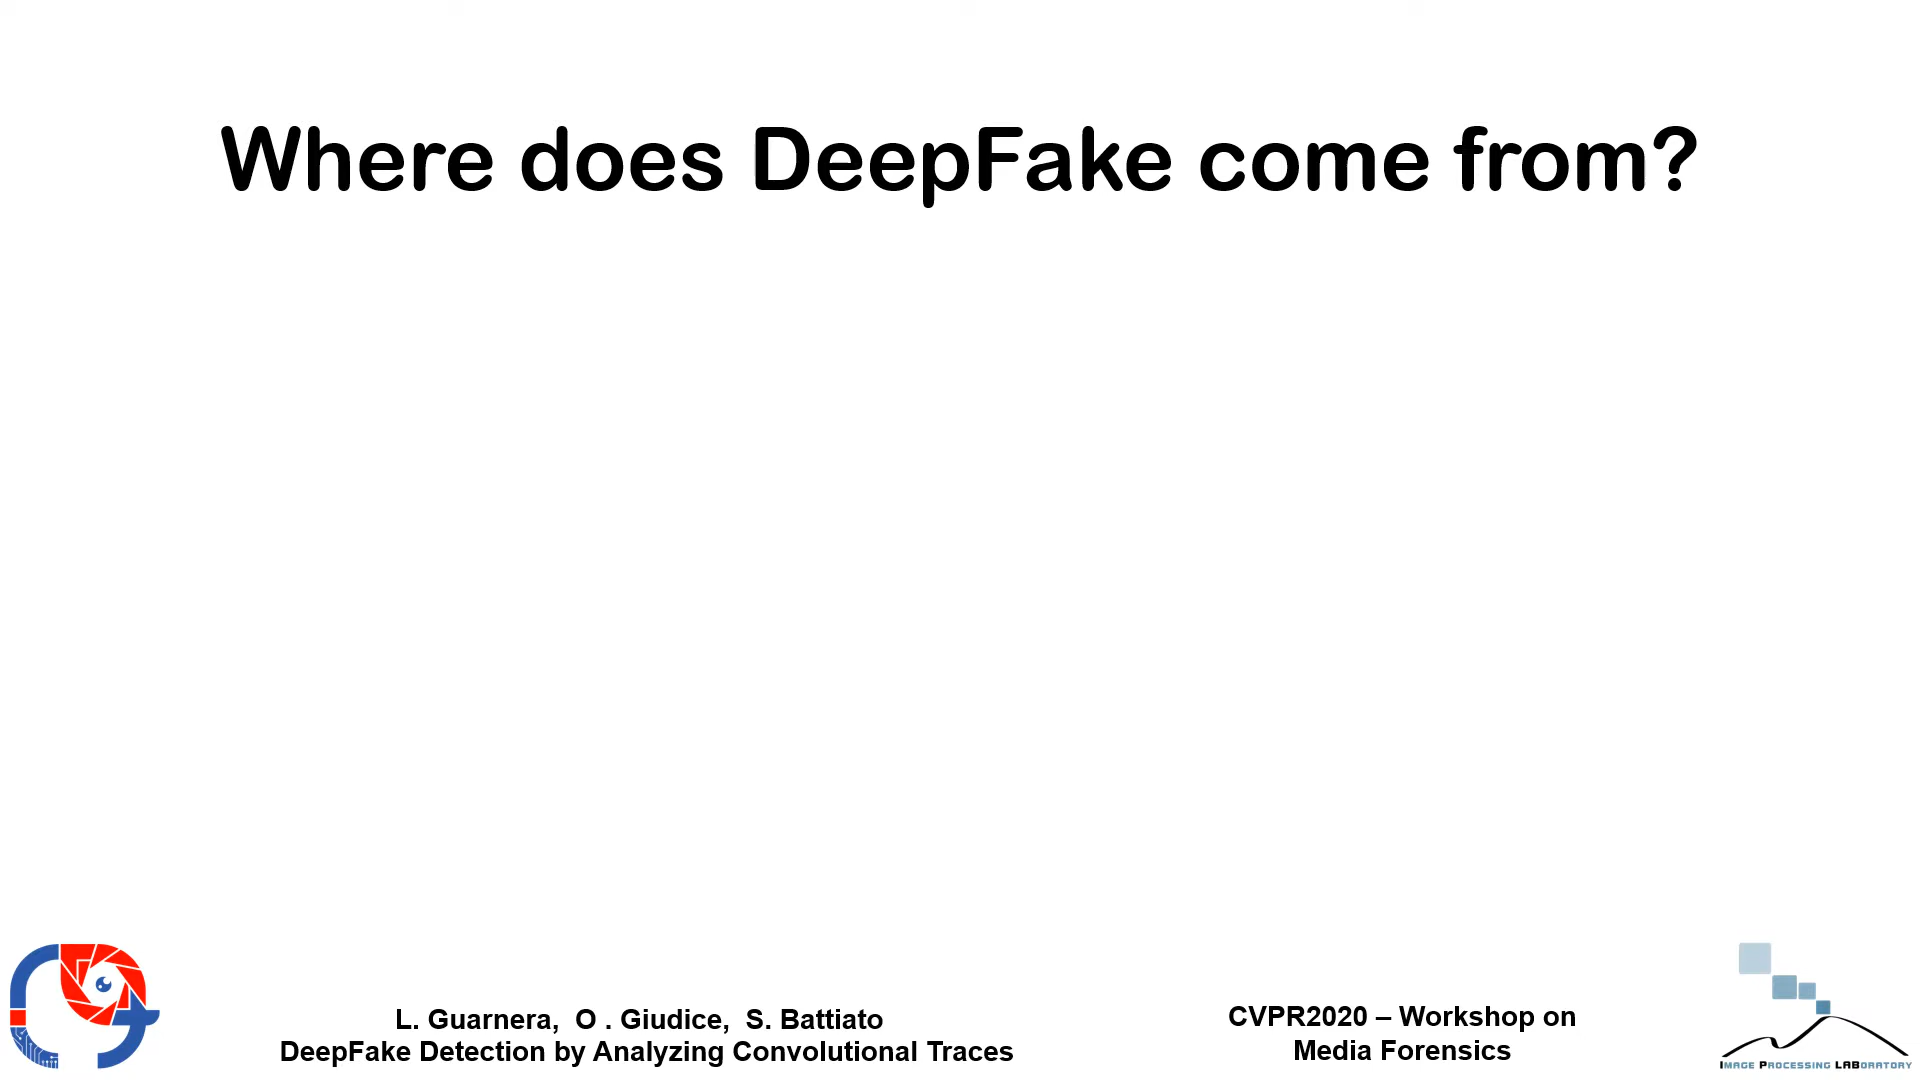 Where does DeepFake come from?
L. Guarnera,  O . Giudice,  S. Battiato
DeepFake Detection by Analyzing Convolutional Traces
CVPR2020 – Workshop on
Media Forensics
IMAGE PROCESSING LABORATORY